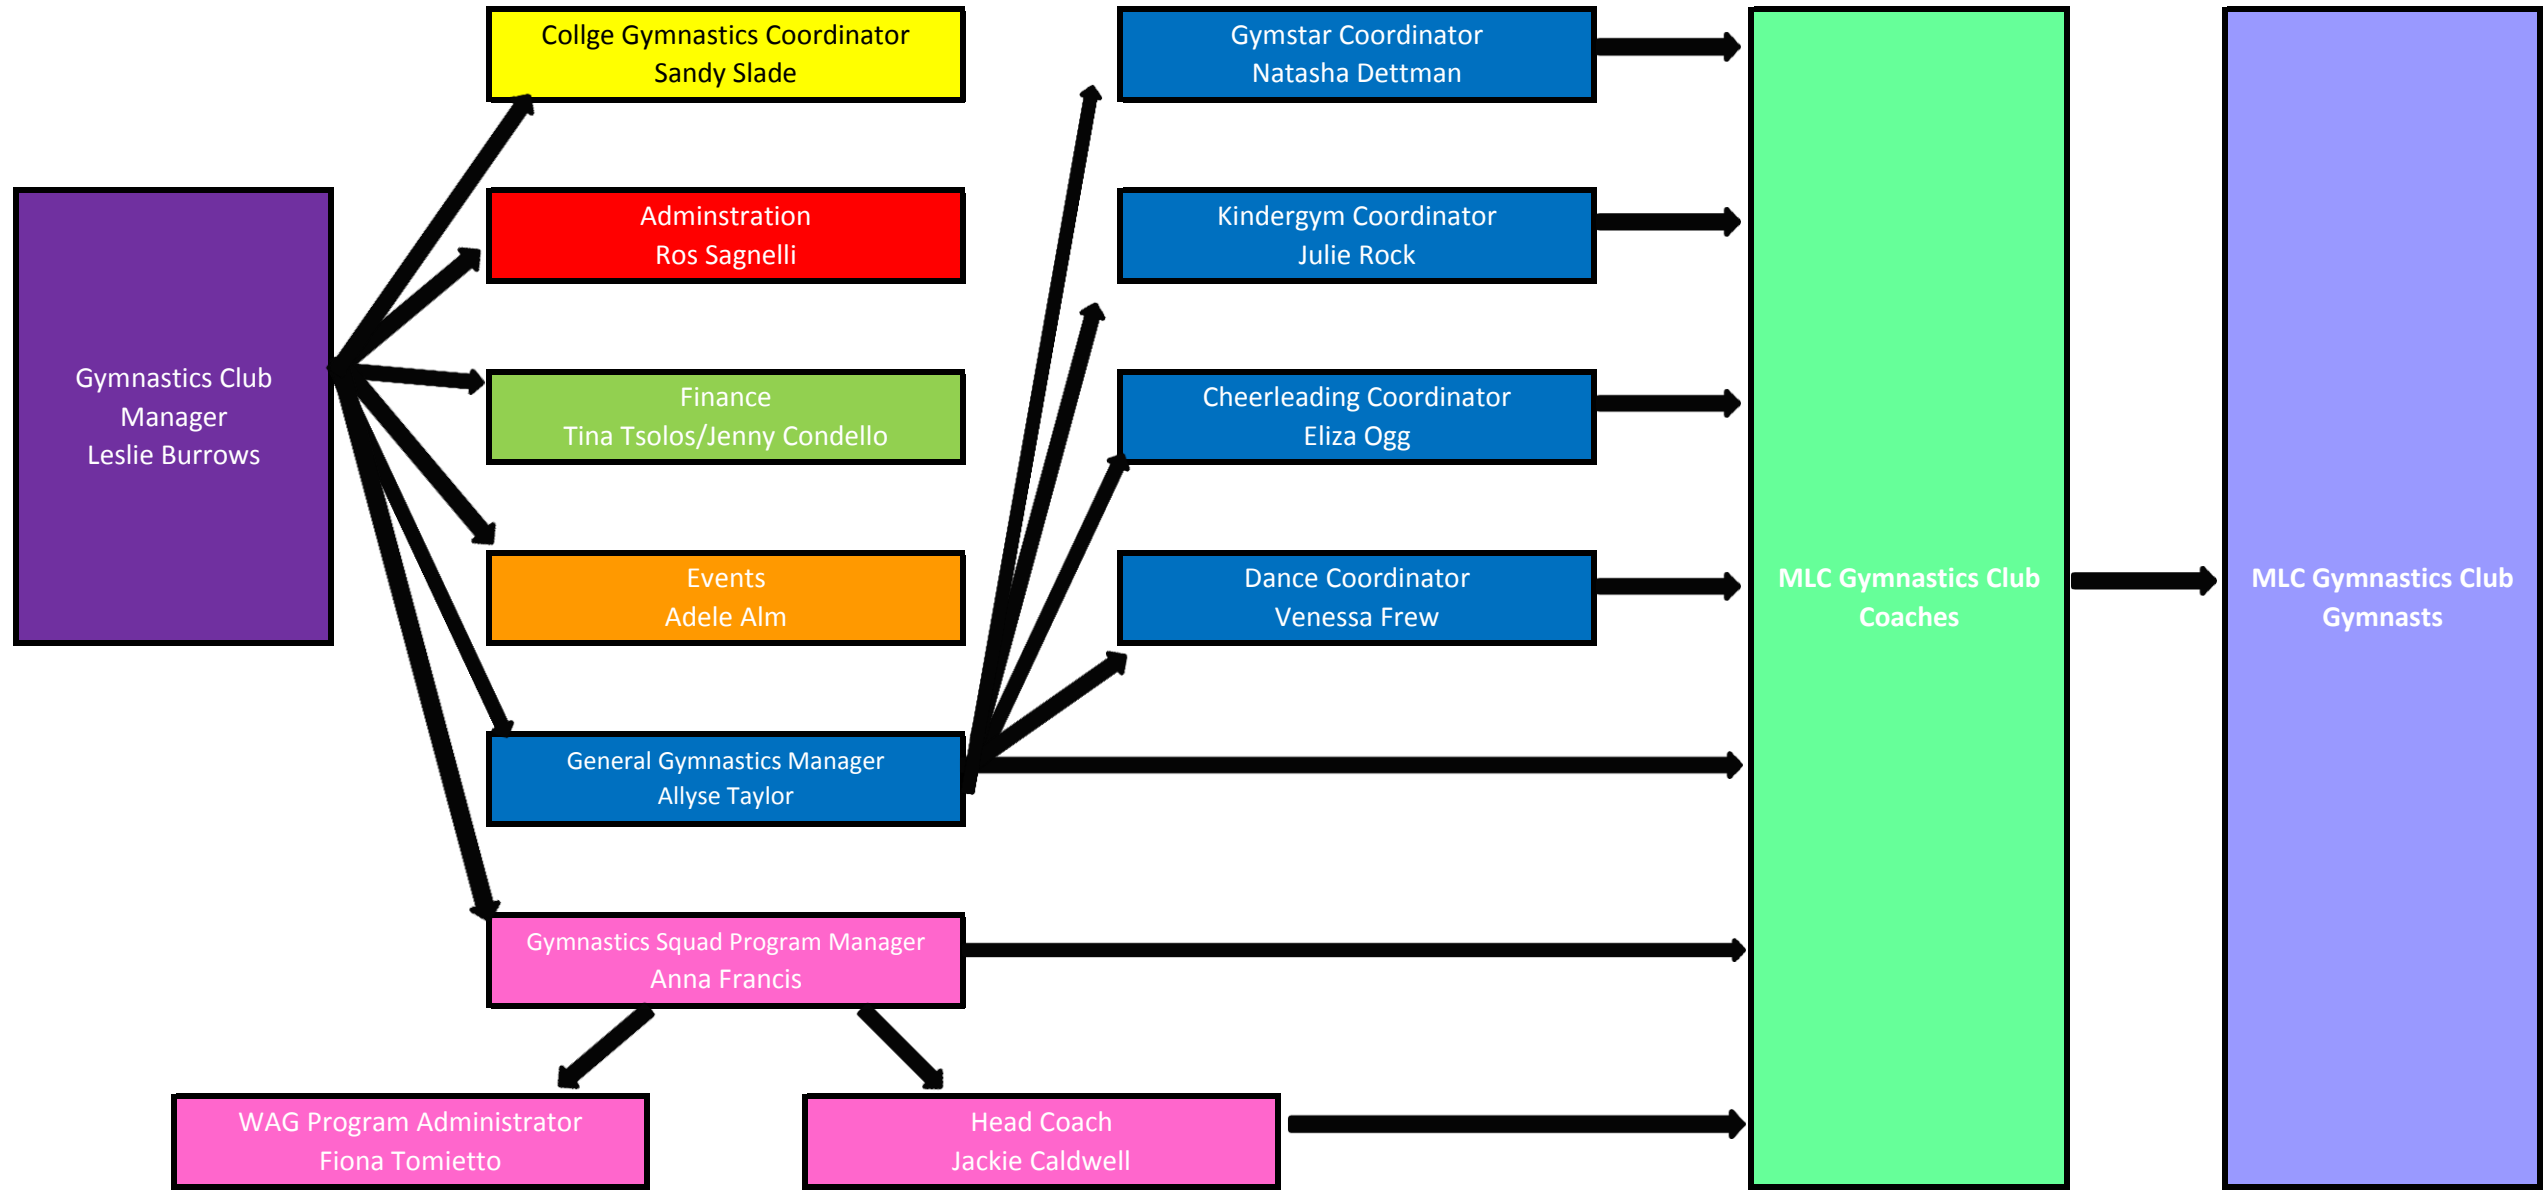 Collge Gymnastics Coordinator
Sandy Slade
Gymstar Coordinator
Natasha Dettman
Adminstration
Ros Sagnelli
Kindergym Coordinator
Julie Rock
Gymnastics Club
Manager
Leslie Burrows
Finance
Tina Tsolos/Jenny Condello
Cheerleading Coordinator
Eliza Ogg
Events
Adele Alm
Dance Coordinator
Venessa Frew
MLC Gymnastics Club
Coaches
MLC Gymnastics Club
Gymnasts
General Gymnastics Manager
Allyse Taylor
Gymnastics Squad Program Manager
Anna Francis
WAG Program Administrator
Fiona Tomietto
Head Coach
Jackie Caldwell